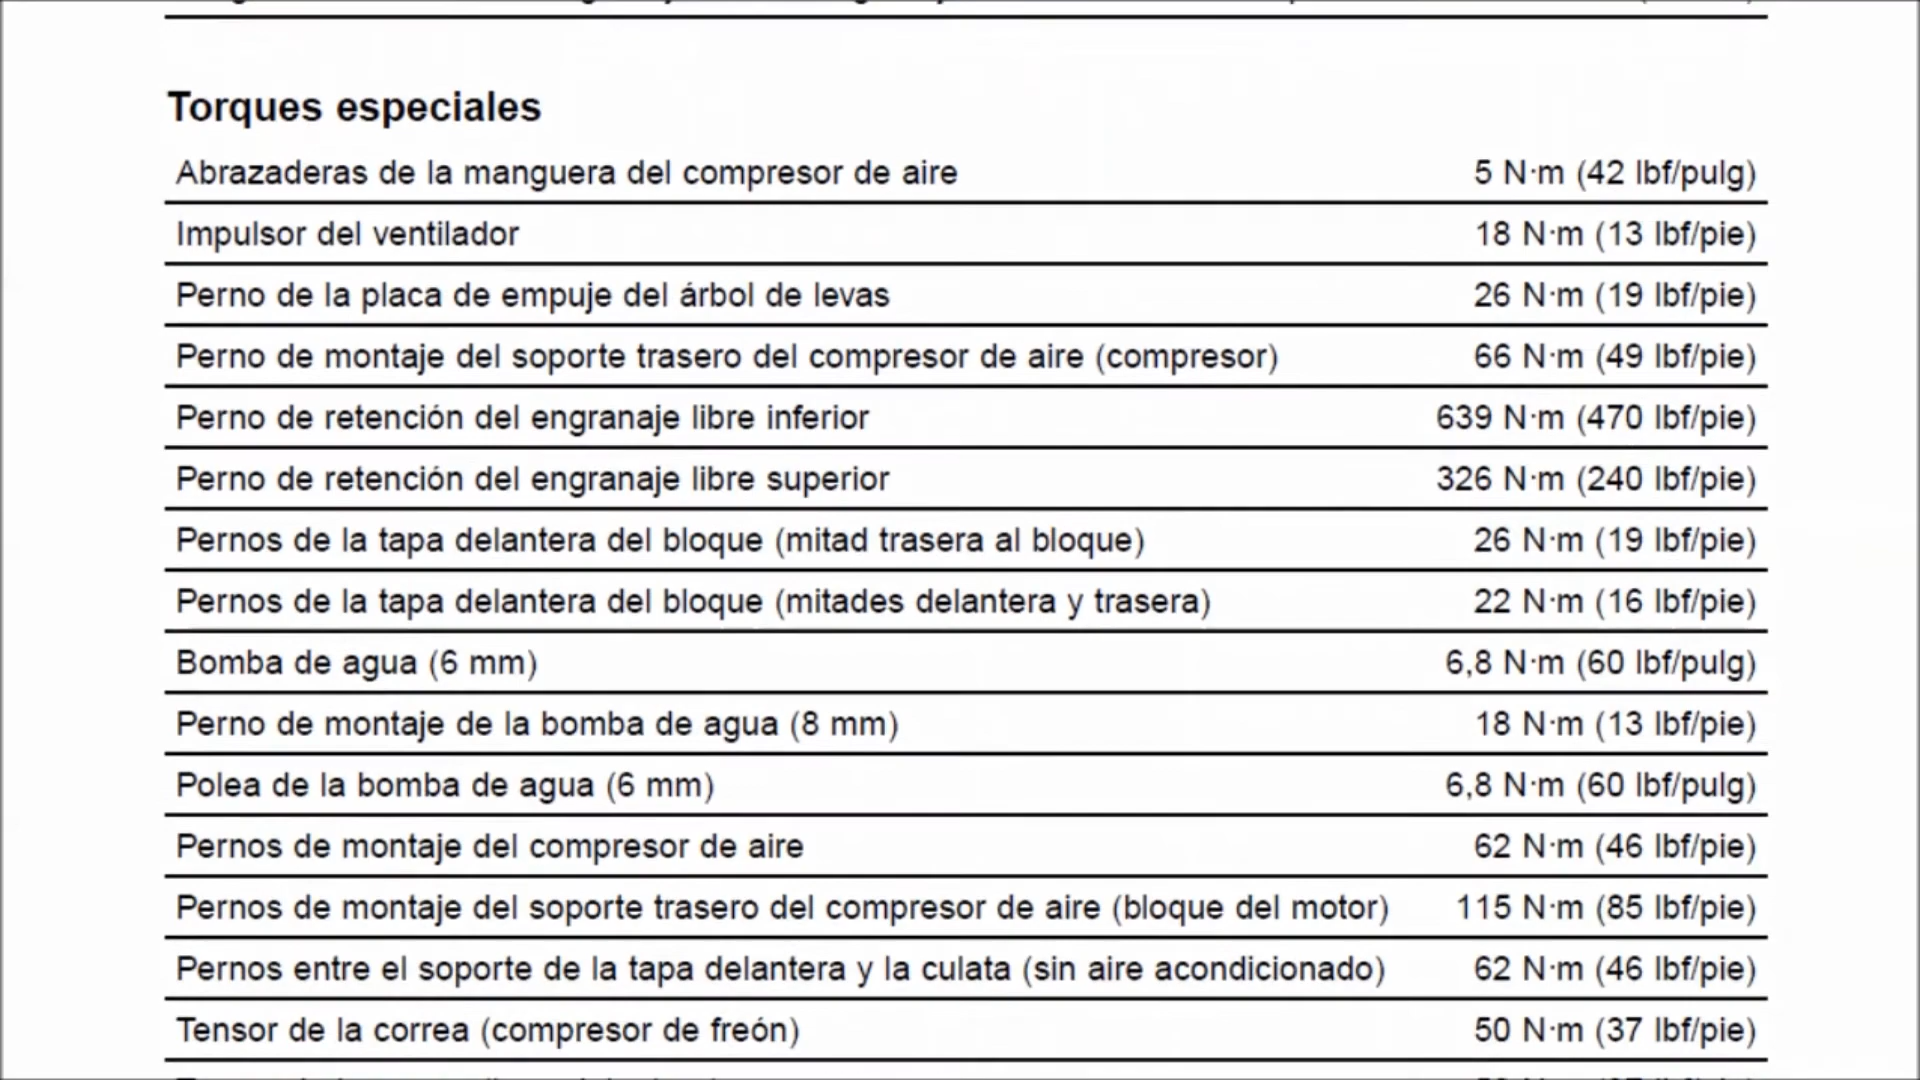 Torques especiales
Abrazaderas de la manguera del compresor de aire 5 N·m (42 lbf/pulg)
Impulsor del ventilador 18 N·m (13 lbf/pie)
Perno de la placa de empuje del árbol de levas 26 N·m (19 lbf/pie)
Perno de montaje del soporte trasero del compresor de aire (compresor) 66 N·m (49 lbf/pie)
Perno de retención del engranaje libre inferior 639 N·m (470 lbf/pie)
Perno de retención del engranaje libre superior 326 N·m (240 lbf/pie)
Pernos de la tapa delantera del bloque (mitad trasera al bloque) 26 N·m (19 lbf/pie)
Pernos de la tapa delantera del bloque (mitades delantera y trasera) 22 N·m (16 lbf/pie)
Bomba de agua (6 mm) 6,8 N·m (60 lbf/pulg)
Perno de montaje de la bomba de agua (8 mm) 18 N·m (13 lbf/pie)
Polea de la bomba de agua (6 mm) 6,8 N·m (60 lbf/pulg)
Pernos de montaje del compresor de aire 62 N·m (46 lbf/pie)
Pernos de montaje del soporte trasero del compresor de aire (bloque del motor) 115 N·m (85 lbf/pie)
Pernos entre el soporte de la tapa delantera y la culata (sin aire acondicionado) 62 N·m (46 lbf/pie)
Tensor de la correa (compresor de freón) 50 N·m (37 lbf/pie)